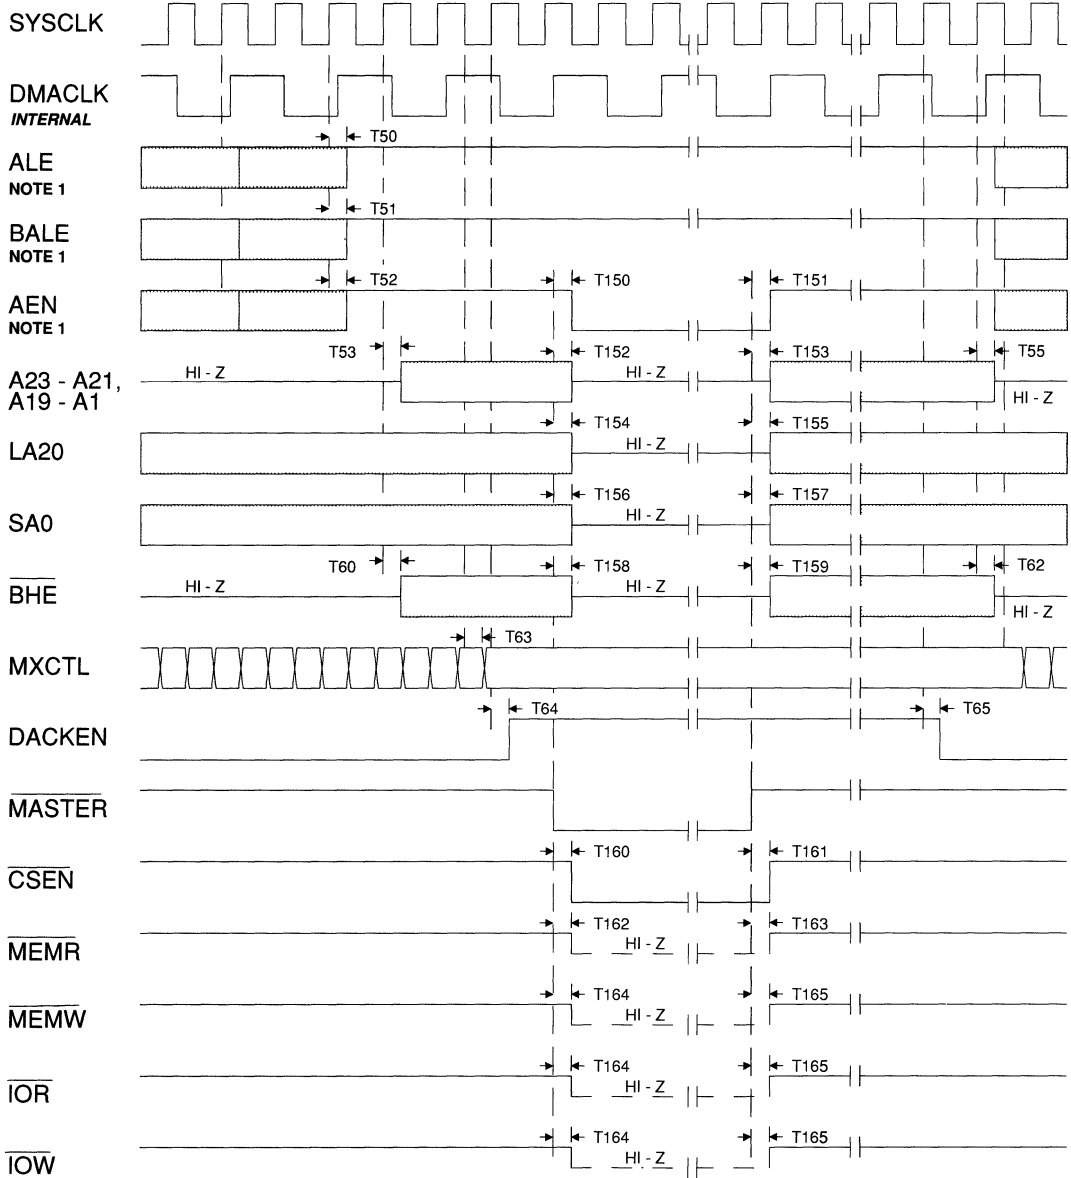 SYSCLK
DMACLK
INTERNAL
T50
ALE
NOTE 1
T51
BALE
NOTE 1
T52 T150 T151
AEN
NOTE 1
T53 T152 T153 T55
HI - Z HI - Z
A23 - A21,
A19 - A1
HI - Z
T154 T155
HI - Z
LA20
T156 T157
HI - Z
SA0
T60 T158 T159 T62
HI - Z HI - Z
BHE
HI - Z
T63
MXCTL
T64 T65
DACKEN
MASTER
T160 T161
CSEN
T162 T163
HI - Z
MEMR
T164 T165
HI - Z
MEMW
T164 T165
HI - Z
IOR
T164 T165
HI - Z
IOW